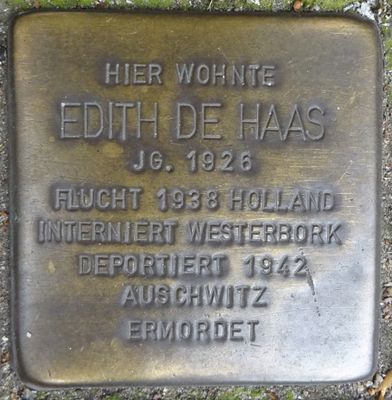 HIER WOHNTE
EDITH DE HAAS
JG. 1926
FLUCHT 1938 HOLLAND
INTERNIERT WESTERBORK
DEPORTIERT 1942
AUSCHWITZ
ERMORDET